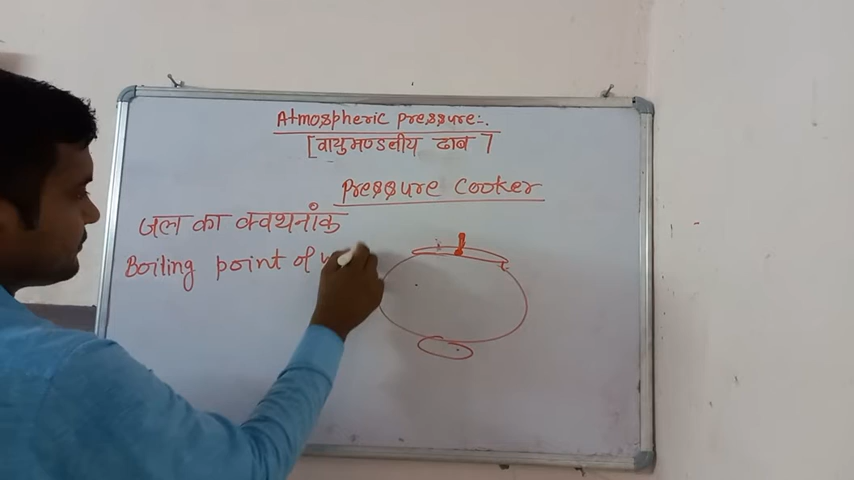 Atmospheric pressure:-
[वायुमण्डलीय दाब]
Pressure Cooker
जल का क्वथनांक
Boiling point of